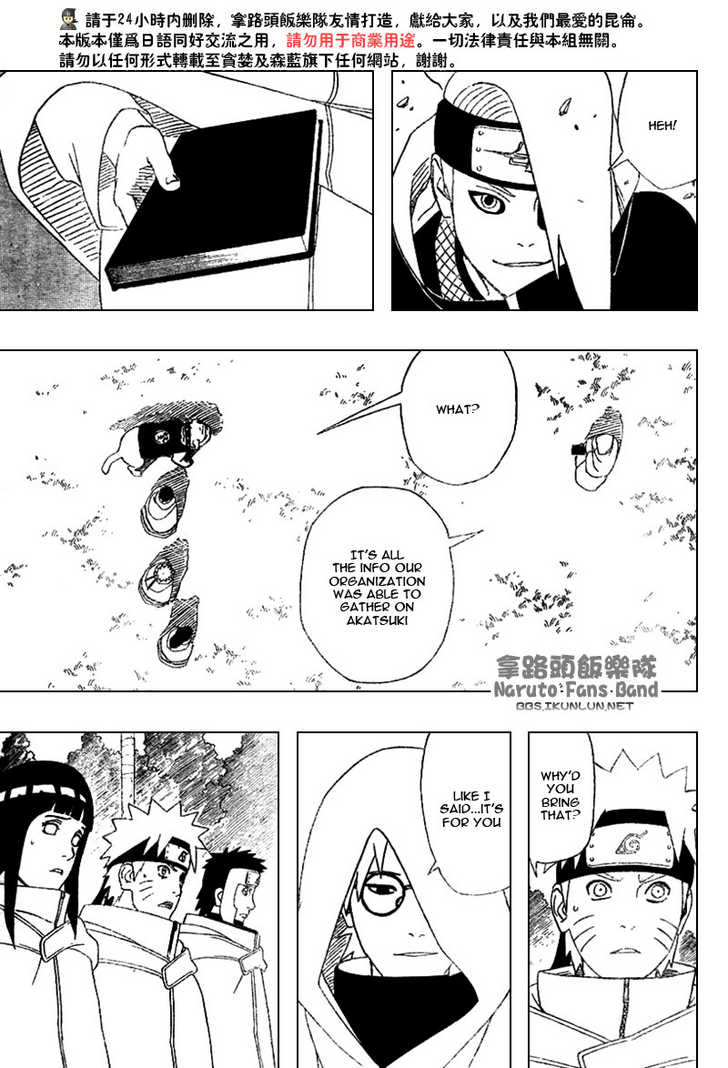 請于24小時内删除，拿路頭飯樂隊友情打造，獻給大家，以及我們最愛的昆侖。
本版本僅爲日語同好交流之用，請勿用于商業用途。一切法律責任與本組無關。
請勿以任何形式轉載至貪婪及森藍旗下任何網站，謝謝。
HEH!
WHAT?
IT'S ALL
THE INFO OUR
ORGANIZATION
WAS ABLE TO
GATHER ON
AKATSUKI
拿路頭飯樂隊
Naruto·Fans·Band
BBS.IKUNLUN.NET
WHY'D
YOU
BRING
THAT?
LIKE I
SAID...IT'S
FOR YOU